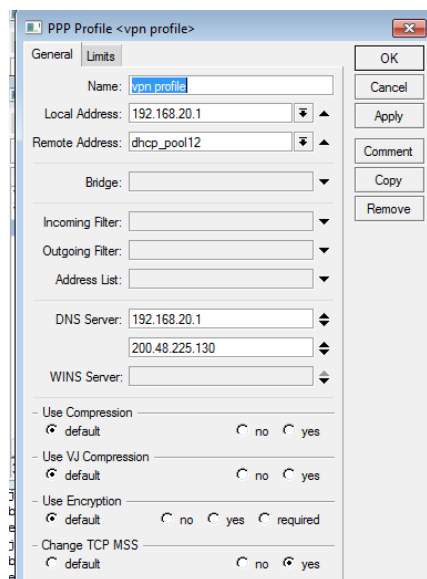 PPP Profile <vpn profile>
General Limits
OK
Name: vpn profile
Cancel
Local Address: 192.168.20.1
Apply
Remote Address: dhcp_pool12
Comment
Bridge:
Copy
Remove
Incoming Filter:
Outgoing Filter:
Address List:
DNS Server: 192.168.20.1
200.48.225.130
WINS Server:
Use Compression
default no yes
Use VJ Compression
default no yes
Use Encryption
default no yes required
Change TCP MSS
default no yes